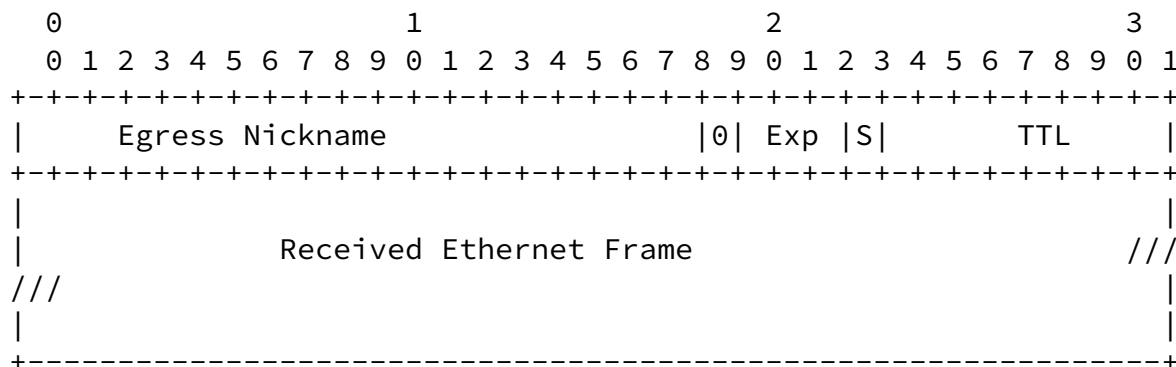 0                   1                   2                   3
0 1 2 3 4 5 6 7 8 9 0 1 2 3 4 5 6 7 8 9 0 1 2 3 4 5 6 7 8 9 0 1
+-+-+-+-+-+-+-+-+-+-+-+-+-+-+-+-+-+-+-+-+-+-+-+-+-+-+-+-+-+-+-+-+
|     Egress Nickname                 |0| Exp |S|       TTL     |
+-+-+-+-+-+-+-+-+-+-+-+-+-+-+-+-+-+-+-+-+-+-+-+-+-+-+-+-+-+-+-+-+
|                                                               |
|              Received Ethernet Frame                        ///
///                                                             |
|                                                               |
+---------------------------------------------------------------+